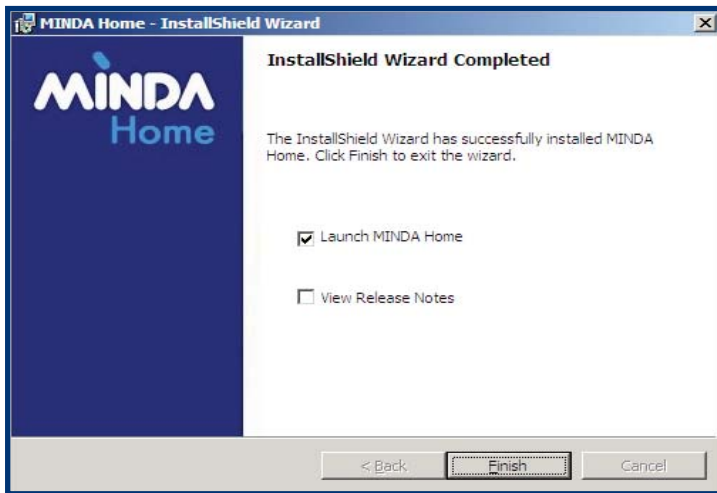 MINDA Home - InstallShield Wizard
MINDA
Home
InstallShield Wizard Completed
The InstallShield Wizard has successfully installed MINDA
Home. Click Finish to exit the wizard.
Launch MINDA Home
View Release Notes
< Back
Finish
Cancel